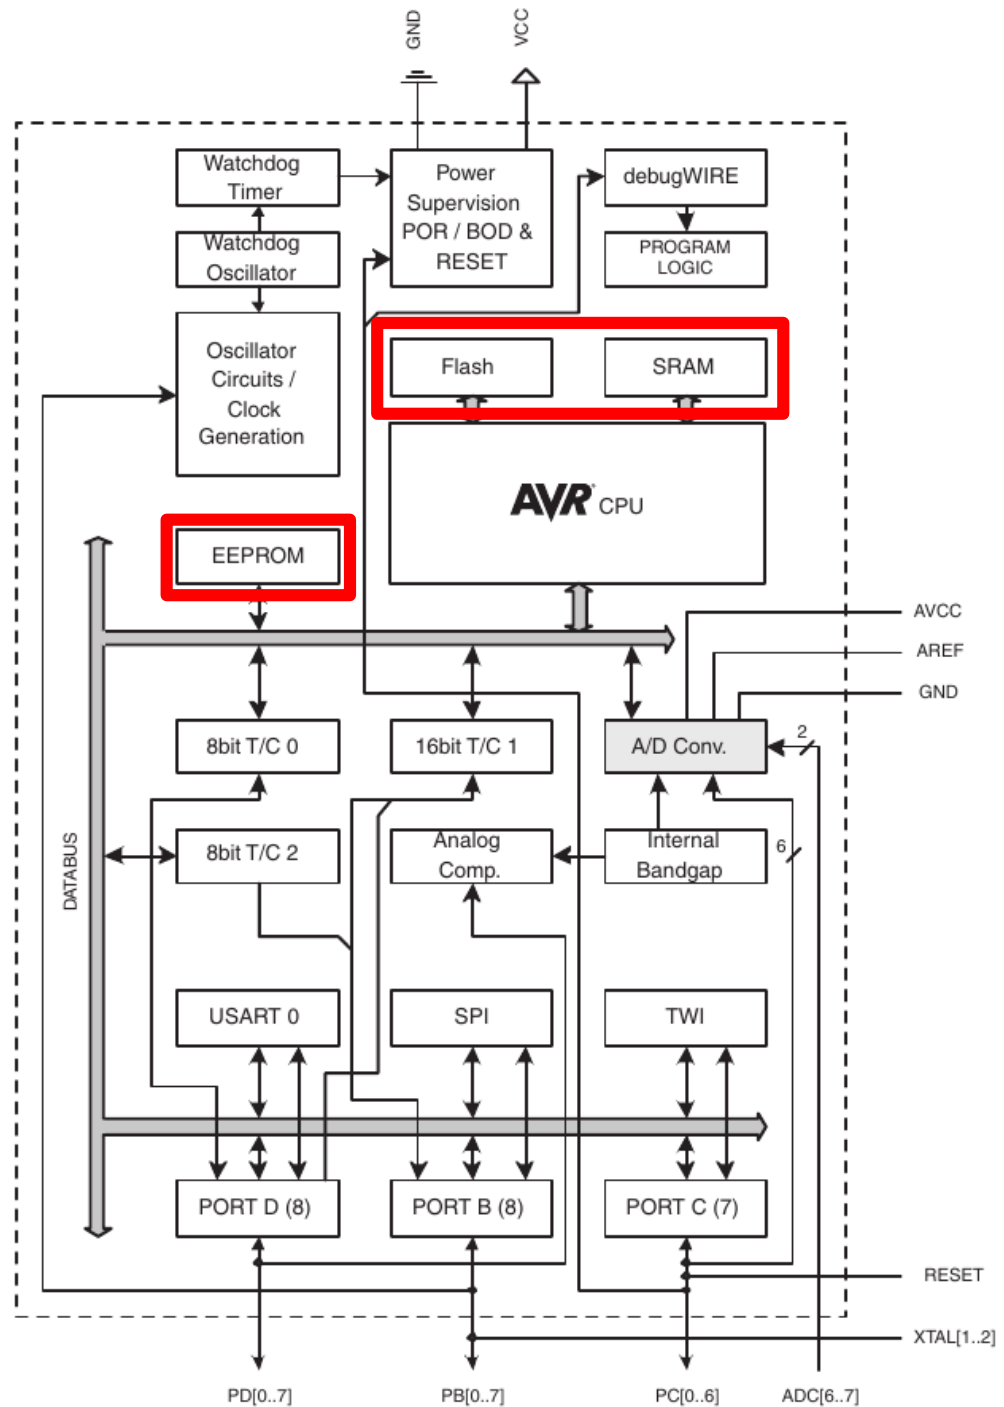 GND
VCC
Watchdog
Timer
Power
Supervision
POR / BOD &
RESET
debugWIRE
Watchdog
Oscillator
PROGRAM
LOGIC
Oscillator
Circuits /
Clock
Generation
Flash
SRAM
AVR CPU
EEPROM
AVCC
AREF
GND
8bit T/C 0
16bit T/C 1
A/D Conv.
2
DATABUS
8bit T/C 2
Analog
Comp.
Internal
Bandgap
6
USART 0
SPI
TWI
PORT D (8)
PORT B (8)
PORT C (7)
RESET
XTAL[1..2]
PD[0..7]
PB[0..7]
PC[0..6]
ADC[6..7]